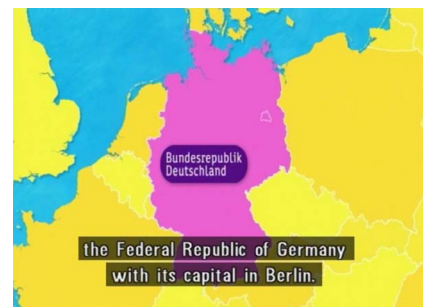 Bundesrepublik
Deutschland
the Federal Republic of Germany
with its capital in Berlin.